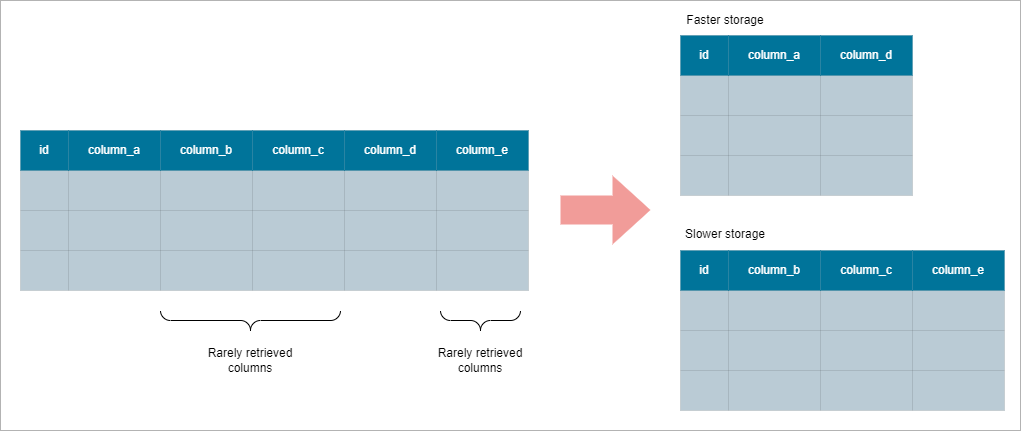 id column_a column_b column_c column_d column_e
Rarely retrieved
columns
Rarely retrieved
columns
Faster storage
id column_a column_d
Slower storage
id column_b column_c column_e